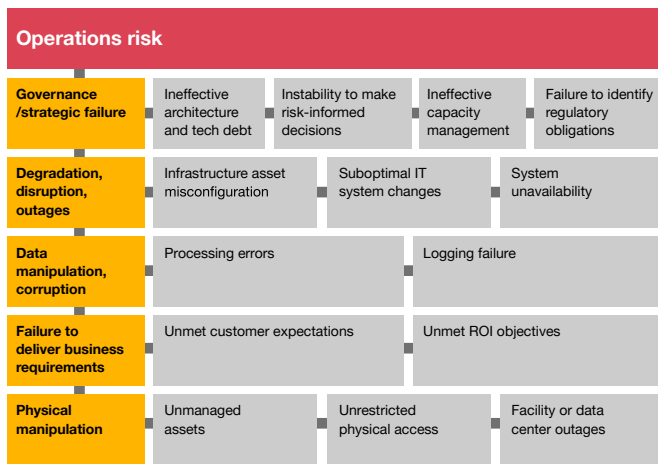 Operations risk
Governance
/strategic failure
Ineffective
architecture
and tech debt
Instability to make
risk-informed
decisions
Ineffective
capacity
management
Failure to identify
regulatory
obligations
Degradation,
disruption,
outages
Infrastructure asset
misconfiguration
Suboptimal IT
system changes
System
unavailability
Data
manipulation,
corruption
Processing errors
Logging failure
Failure to
deliver business
requirements
Unmet customer expectations
Unmet ROI objectives
Physical
manipulation
Unmanaged
assets
Unrestricted
physical access
Facility or data
center outages